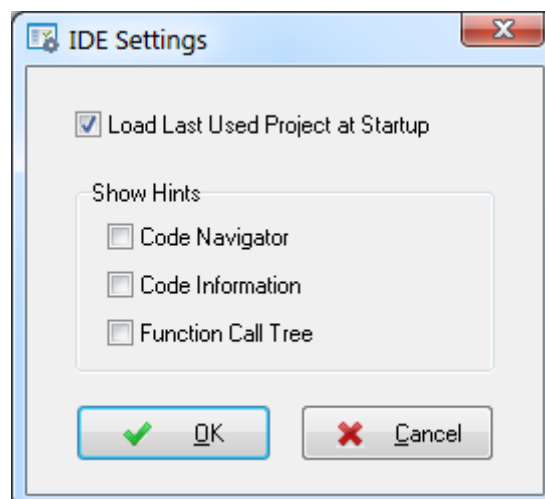 IDE Settings
Load Last Used Project at Startup
Show Hints
Code Navigator
Code Information
Function Call Tree
OK
Cancel